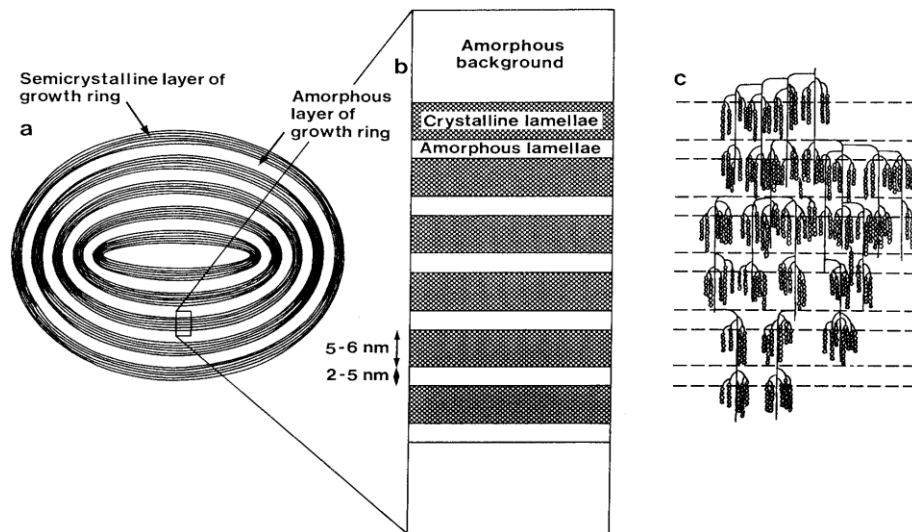 Semicrystalline layer of
growth ring
a
Amorphous
layer of
growth ring
b
Amorphous
background
Crystalline lamellae
Amorphous lamellae
5-6 nm
2-5 nm
c